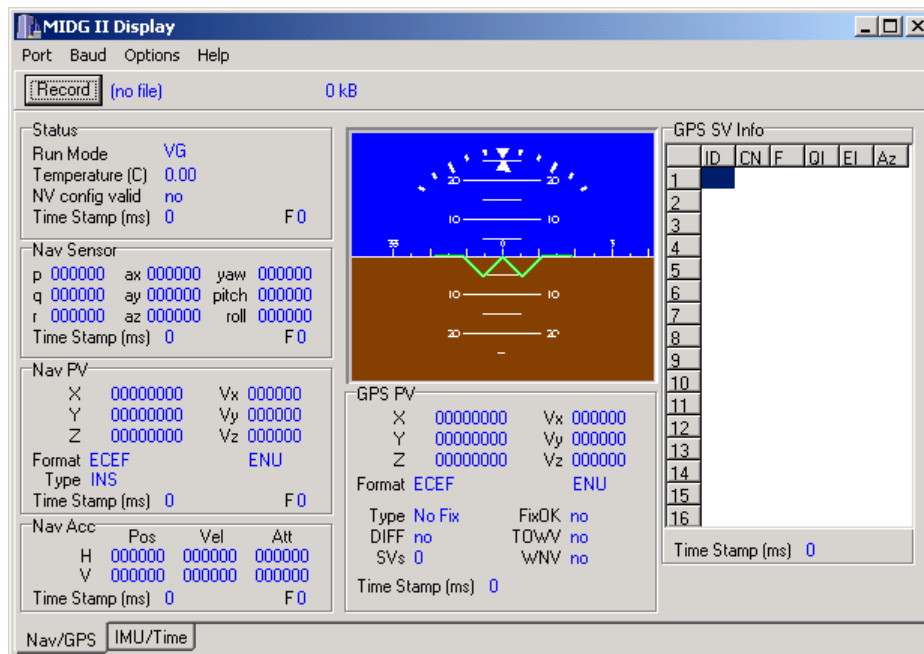 MIDG II Display
Port Baud Options Help
Record (no file) 0 kB
Status
Run Mode VG
Temperature (C) 0.00
NV config valid no
Time Stamp (ms) 0 F 0
Nav Sensor
p 000000 ax 000000 yaw 000000
q 000000 ay 000000 pitch 000000
r 000000 az 000000 roll 000000
Time Stamp (ms) 0 F 0
Nav PV
X 00000000 Vx 000000
Y 00000000 Vy 000000
Z 00000000 Vz 000000
Format ECEF ENU
Type INS
Time Stamp (ms) 0 F 0
Nav Acc
Pos Vel Att
H 000000 000000 000000
V 000000 000000 000000
Time Stamp (ms) 0 F 0
20 20
10 10
33 0 3
10 10
20 20
GPS PV
X 00000000 Vx 000000
Y 00000000 Vy 000000
Z 00000000 Vz 000000
Format ECEF ENU
Type No Fix FixOK no
DIFF no TOWV no
SVs 0 WNV no
Time Stamp (ms) 0
GPS SV Info
ID CN F QI El Az
1
2
3
4
5
6
7
8
9
10
11
12
13
14
15
16
Time Stamp (ms) 0
Nav/GPS IMU/Time